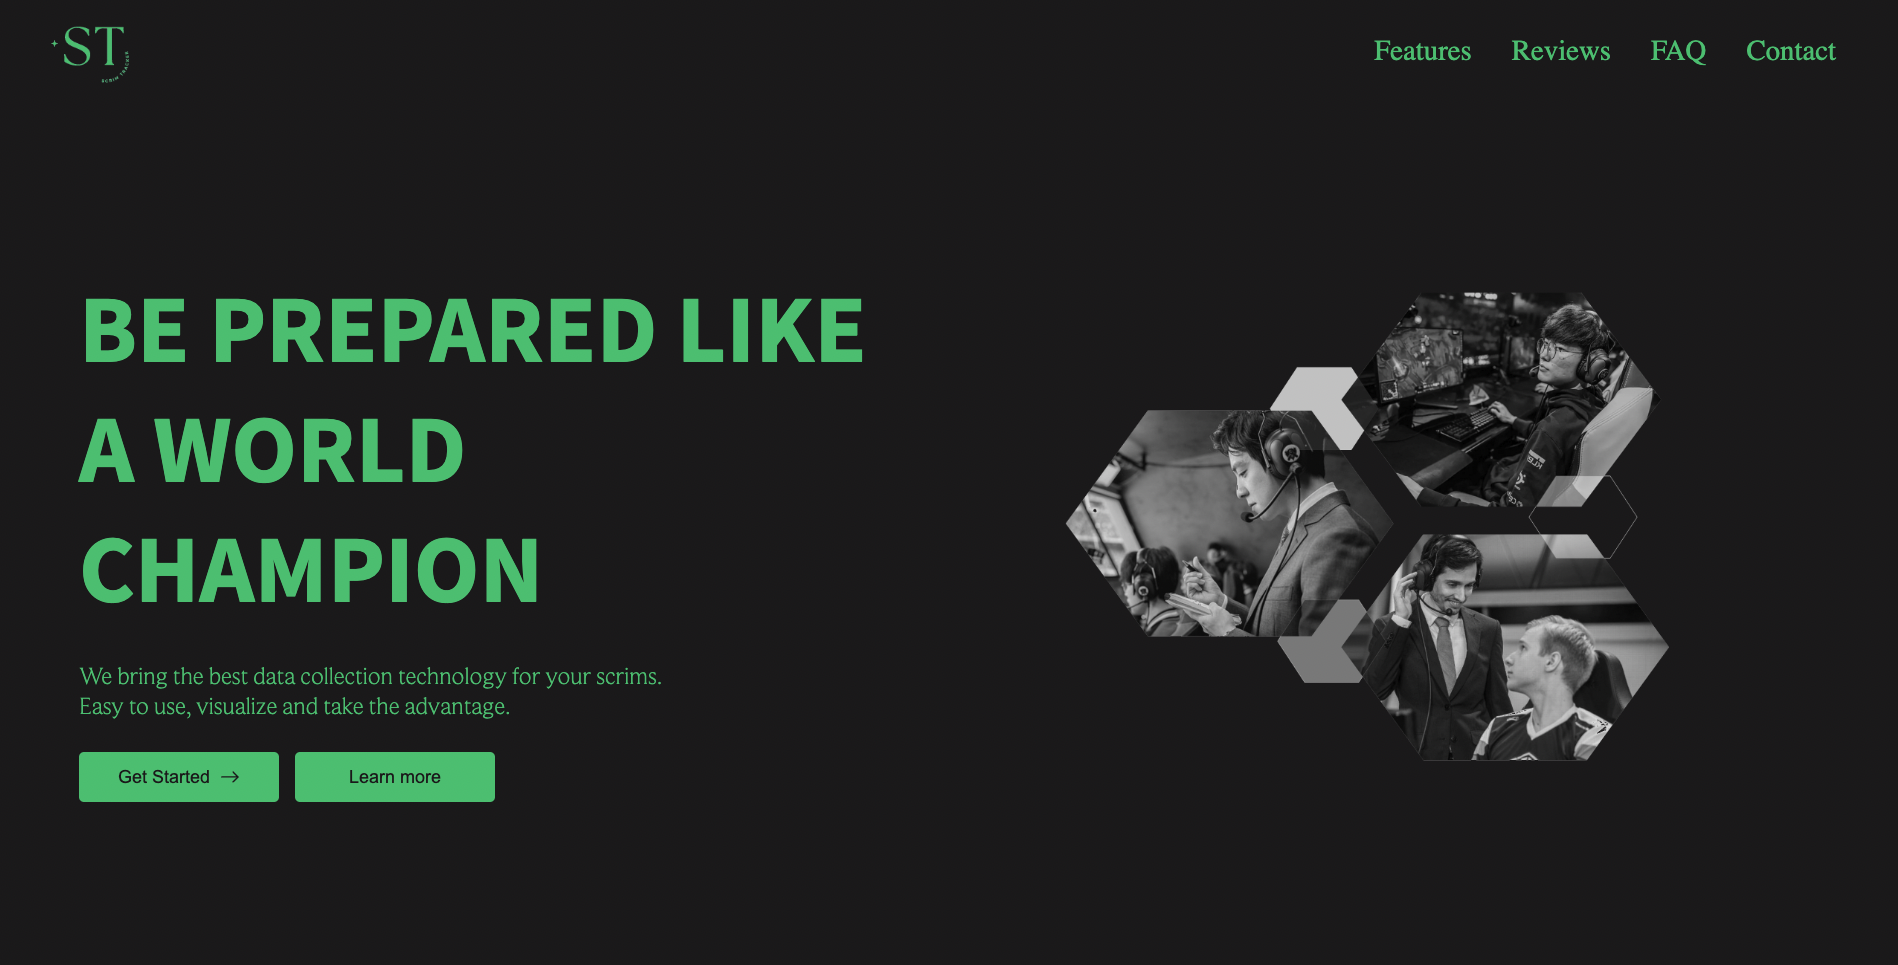 ST
SCRIM TRACKER
Features Reviews FAQ Contact
BE PREPARED LIKE
A WORLD
CHAMPION
We bring the best data collection technology for your scrims.
Easy to use, visualize and take the advantage.
Get Started → Learn more